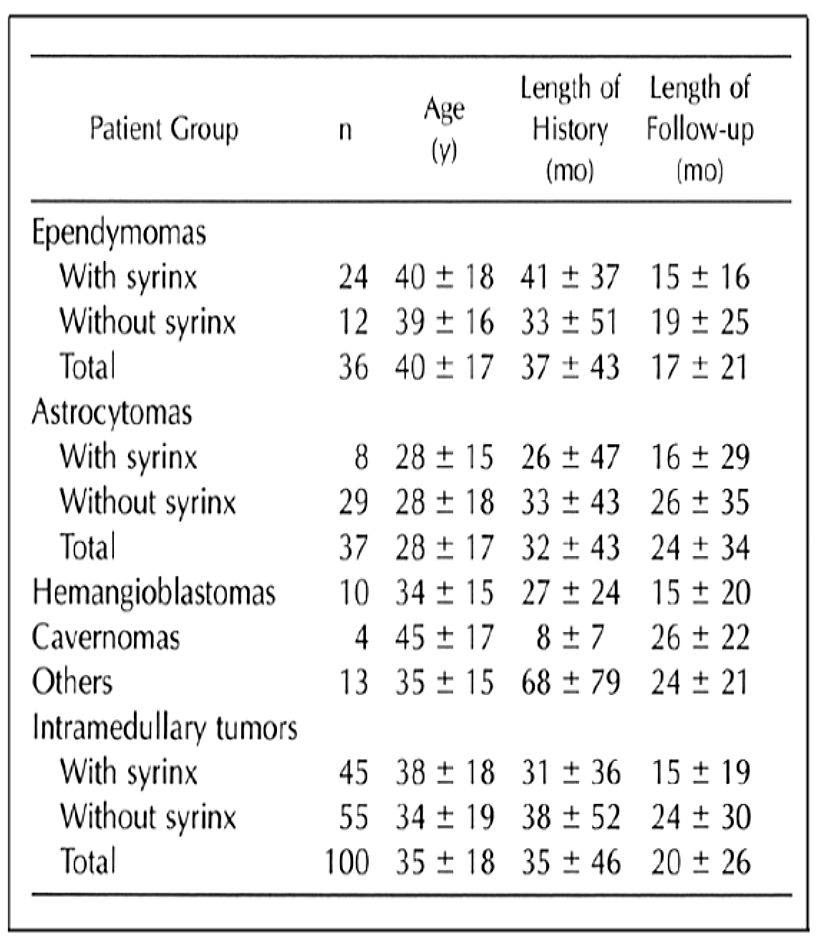 Patient Group n Age (y) Length of History (mo) Length of Follow-up (mo)
Ependymomas
With syrinx 24 40 ± 18 41 ± 37 15 ± 16
Without syrinx 12 39 ± 16 33 ± 51 19 ± 25
Total 36 40 ± 17 37 ± 43 17 ± 21
Astrocytomas
With syrinx 8 28 ± 15 26 ± 47 16 ± 29
Without syrinx 29 28 ± 18 33 ± 43 26 ± 35
Total 37 28 ± 17 32 ± 43 24 ± 34
Hemangioblastomas 10 34 ± 15 27 ± 24 15 ± 20
Cavernomas 4 45 ± 17 8 ± 7 26 ± 22
Others 13 35 ± 15 68 ± 79 24 ± 21
Intramedullary tumors
With syrinx 45 38 ± 18 31 ± 36 15 ± 19
Without syrinx 55 34 ± 19 38 ± 52 24 ± 30
Total 100 35 ± 18 35 ± 46 20 ± 26